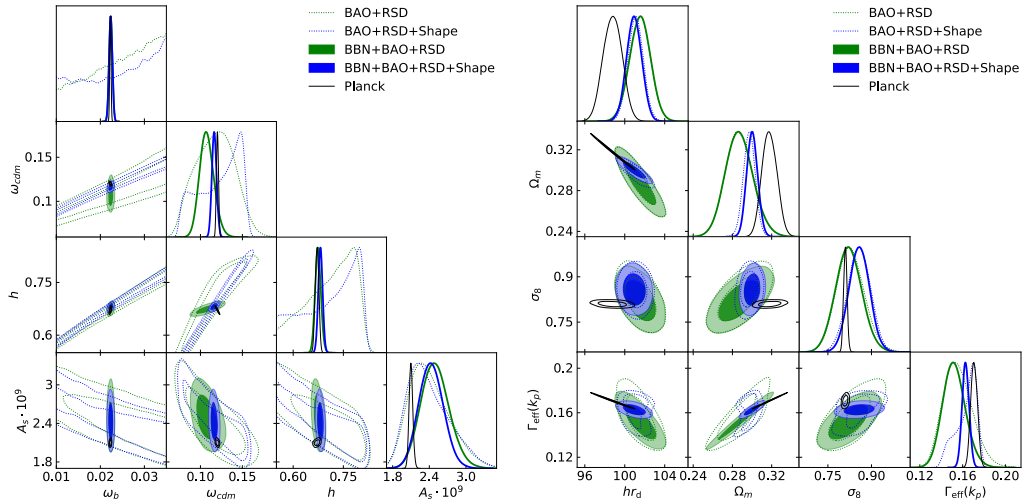 BAO+RSD
BAO+RSD+Shape
BBN+BAO+RSD
BBN+BAO+RSD+Shape
Planck
ω_cdm
0.15
0.1
h
0.75
0.6
A_s · 10^9
3.0
2.4
1.8
0.01 0.02 0.03
ω_b
0.10 0.15
ω_cdm
0.60 0.75
h
1.8 2.4 3.0
A_s · 10^9
BAO+RSD
BAO+RSD+Shape
BBN+BAO+RSD
BBN+BAO+RSD+Shape
Planck
Ω_m
0.32
0.28
0.24
σ_8
0.9
0.75
0.2
Γ_eff(k_p)
0.16
0.12
96 100 104
hr_d
0.24 0.28 0.32
Ω_m
0.75 0.90
σ_8
0.12 0.16 0.20
Γ_eff(k_p)